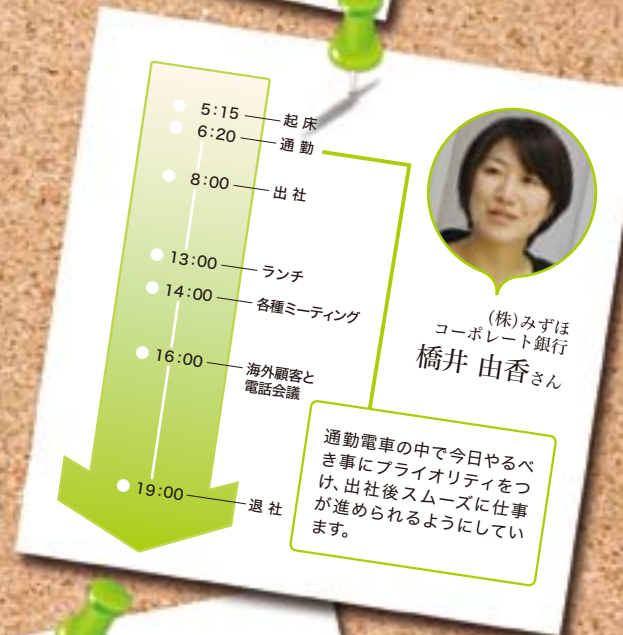 5:15 起床
6:20 通勤
8:00 出社
13:00 ランチ
14:00 各種ミーティング
16:00 海外顧客と
電話会議
19:00 退社
(株)みずほ
コーポレート銀行
橋井 由香さん
通勤電車の中で今日やるべ
き事にプライオリティをつ
け、出社後スムーズに仕事
が進められるようにしてい
ます。